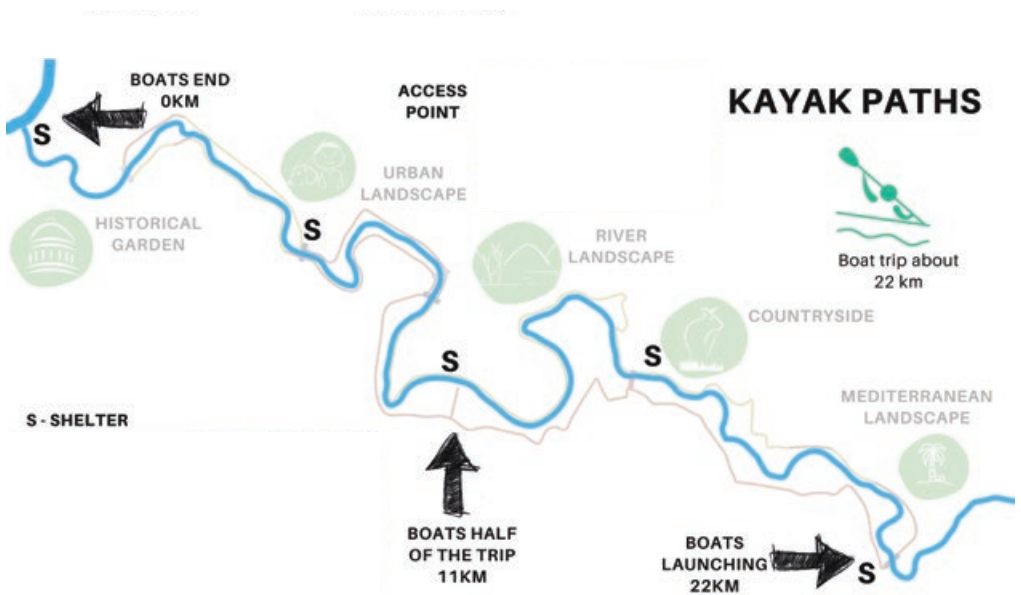 BOATS END
0KM
ACCESS
POINT
KAYAK PATHS
S
URBAN
LANDSCAPE
HISTORICAL
GARDEN
S
RIVER
LANDSCAPE
Boat trip about
22 km
COUNTRYSIDE
S
S
MEDITERRANEAN
LANDSCAPE
S - SHELTER
BOATS HALF
OF THE TRIP
11KM
BOATS
LAUNCHING
22KM
S